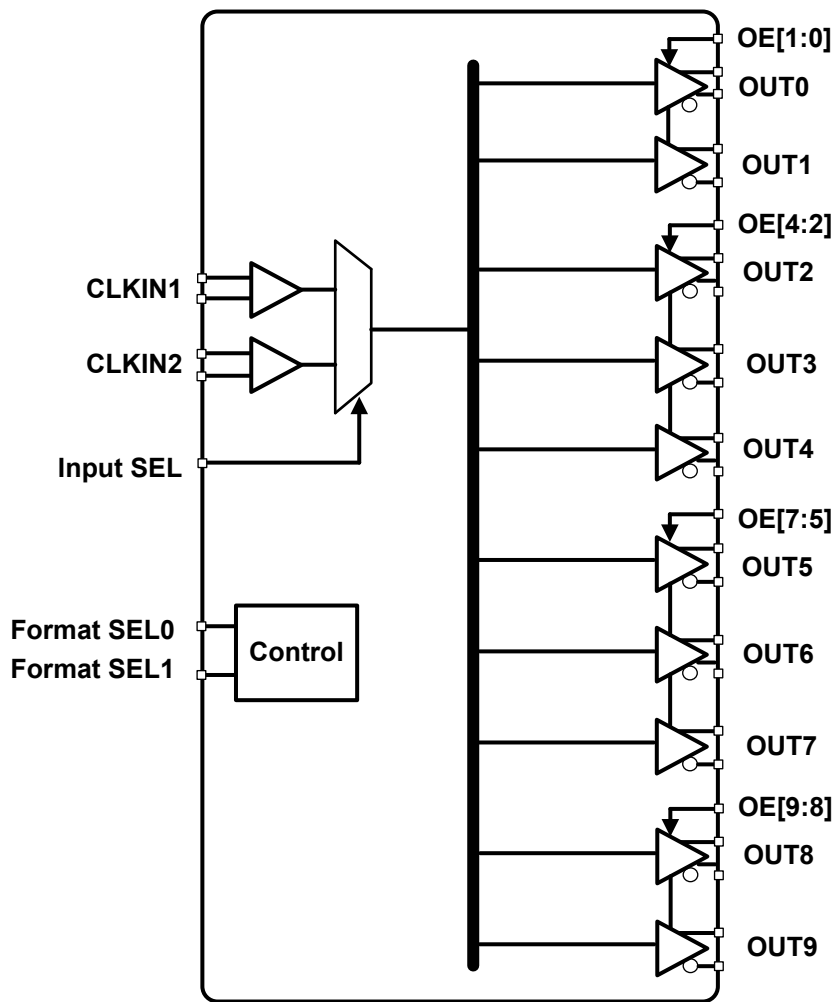 OE[1:0]
OUT0
OUT1
OE[4:2]
OUT2
CLKIN1
CLKIN2
OUT3
OUT4
Input SEL
OE[7:5]
OUT5
Format SEL0
Format SEL1
Control
OUT6
OUT7
OE[9:8]
OUT8
OUT9